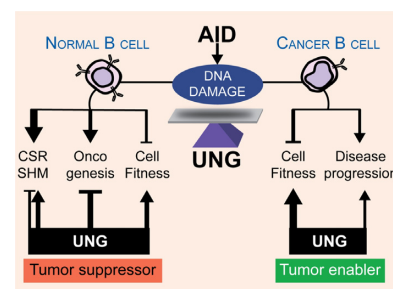 NORMAL B CELL
AID
CANCER B CELL
DNA
DAMAGE
UNG
CSR
SHM
Onco
genesis
Cell
Fitness
Cell
Fitness
Disease
progression
UNG
UNG
Tumor suppressor
Tumor enabler